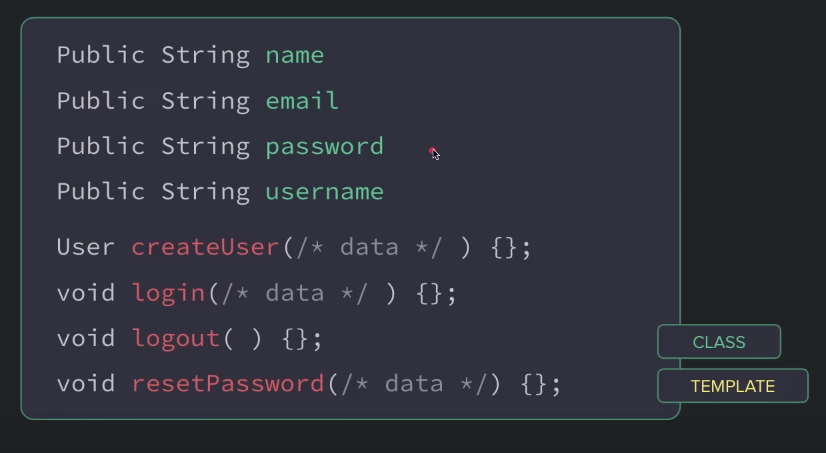 Public String name
Public String email
Public String password
Public String username
User createUser(/* data */ ) {};
void login(/* data */ ) {};
void logout( ) {};
void resetPassword(/* data */) {};
CLASS
TEMPLATE